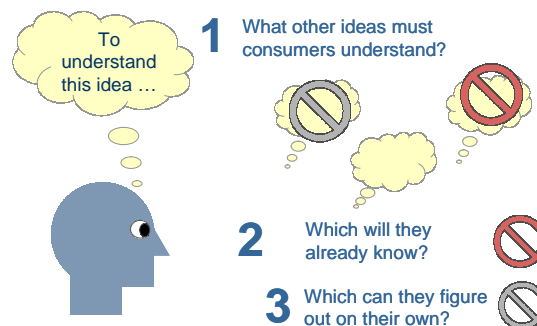 To
understand
this idea …
1
What other ideas must
consumers understand?
2
Which will they
already know?
3
Which can they figure
out on their own?